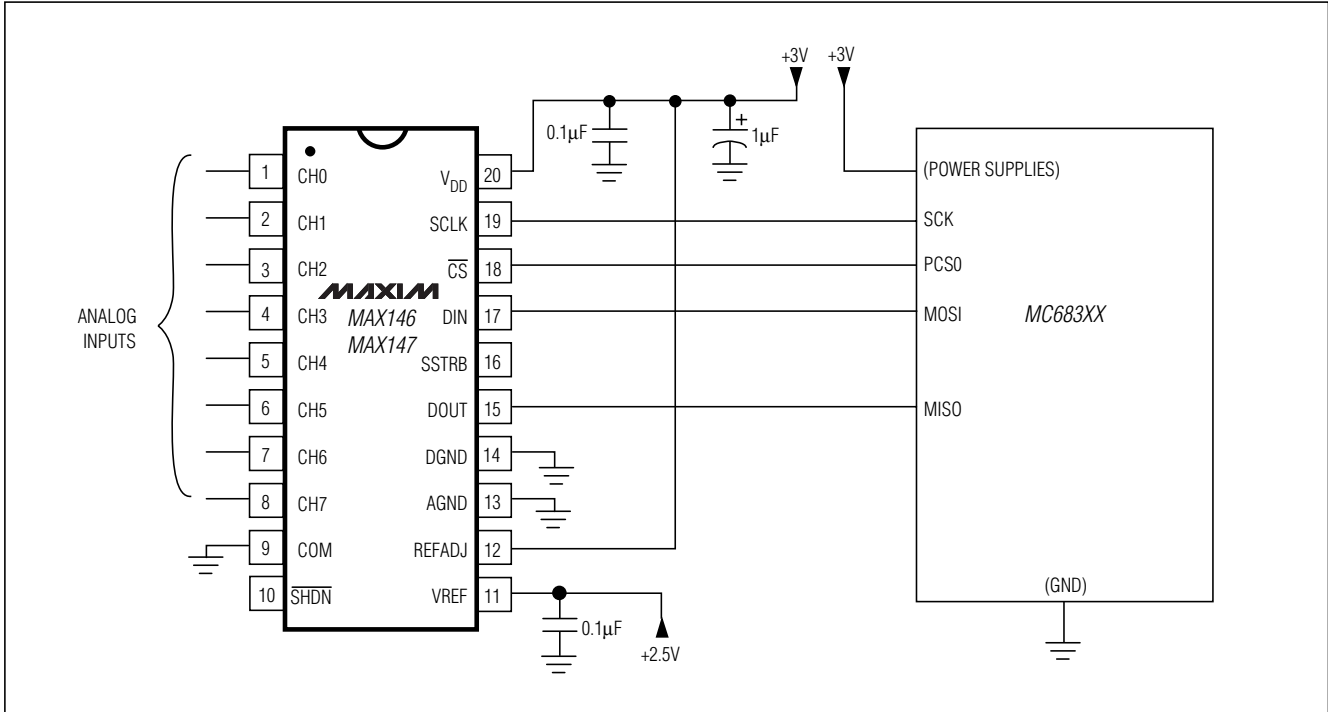 +3V
+3V
0.1µF
+
1µF
ANALOG
INPUTS
1 CH0
2 CH1
3 CH2
4 CH3
5 CH4
6 CH5
7 CH6
8 CH7
9 COM
10 SHDN
MAXIM
MAX146
MAX147
VDD 20
SCLK 19
CS 18
DIN 17
SSTRB 16
DOUT 15
DGND 14
AGND 13
REFADJ 12
VREF 11
0.1µF
+2.5V
(POWER SUPPLIES)
SCK
PCS0
MOSI
MC683XX
MISO
(GND)